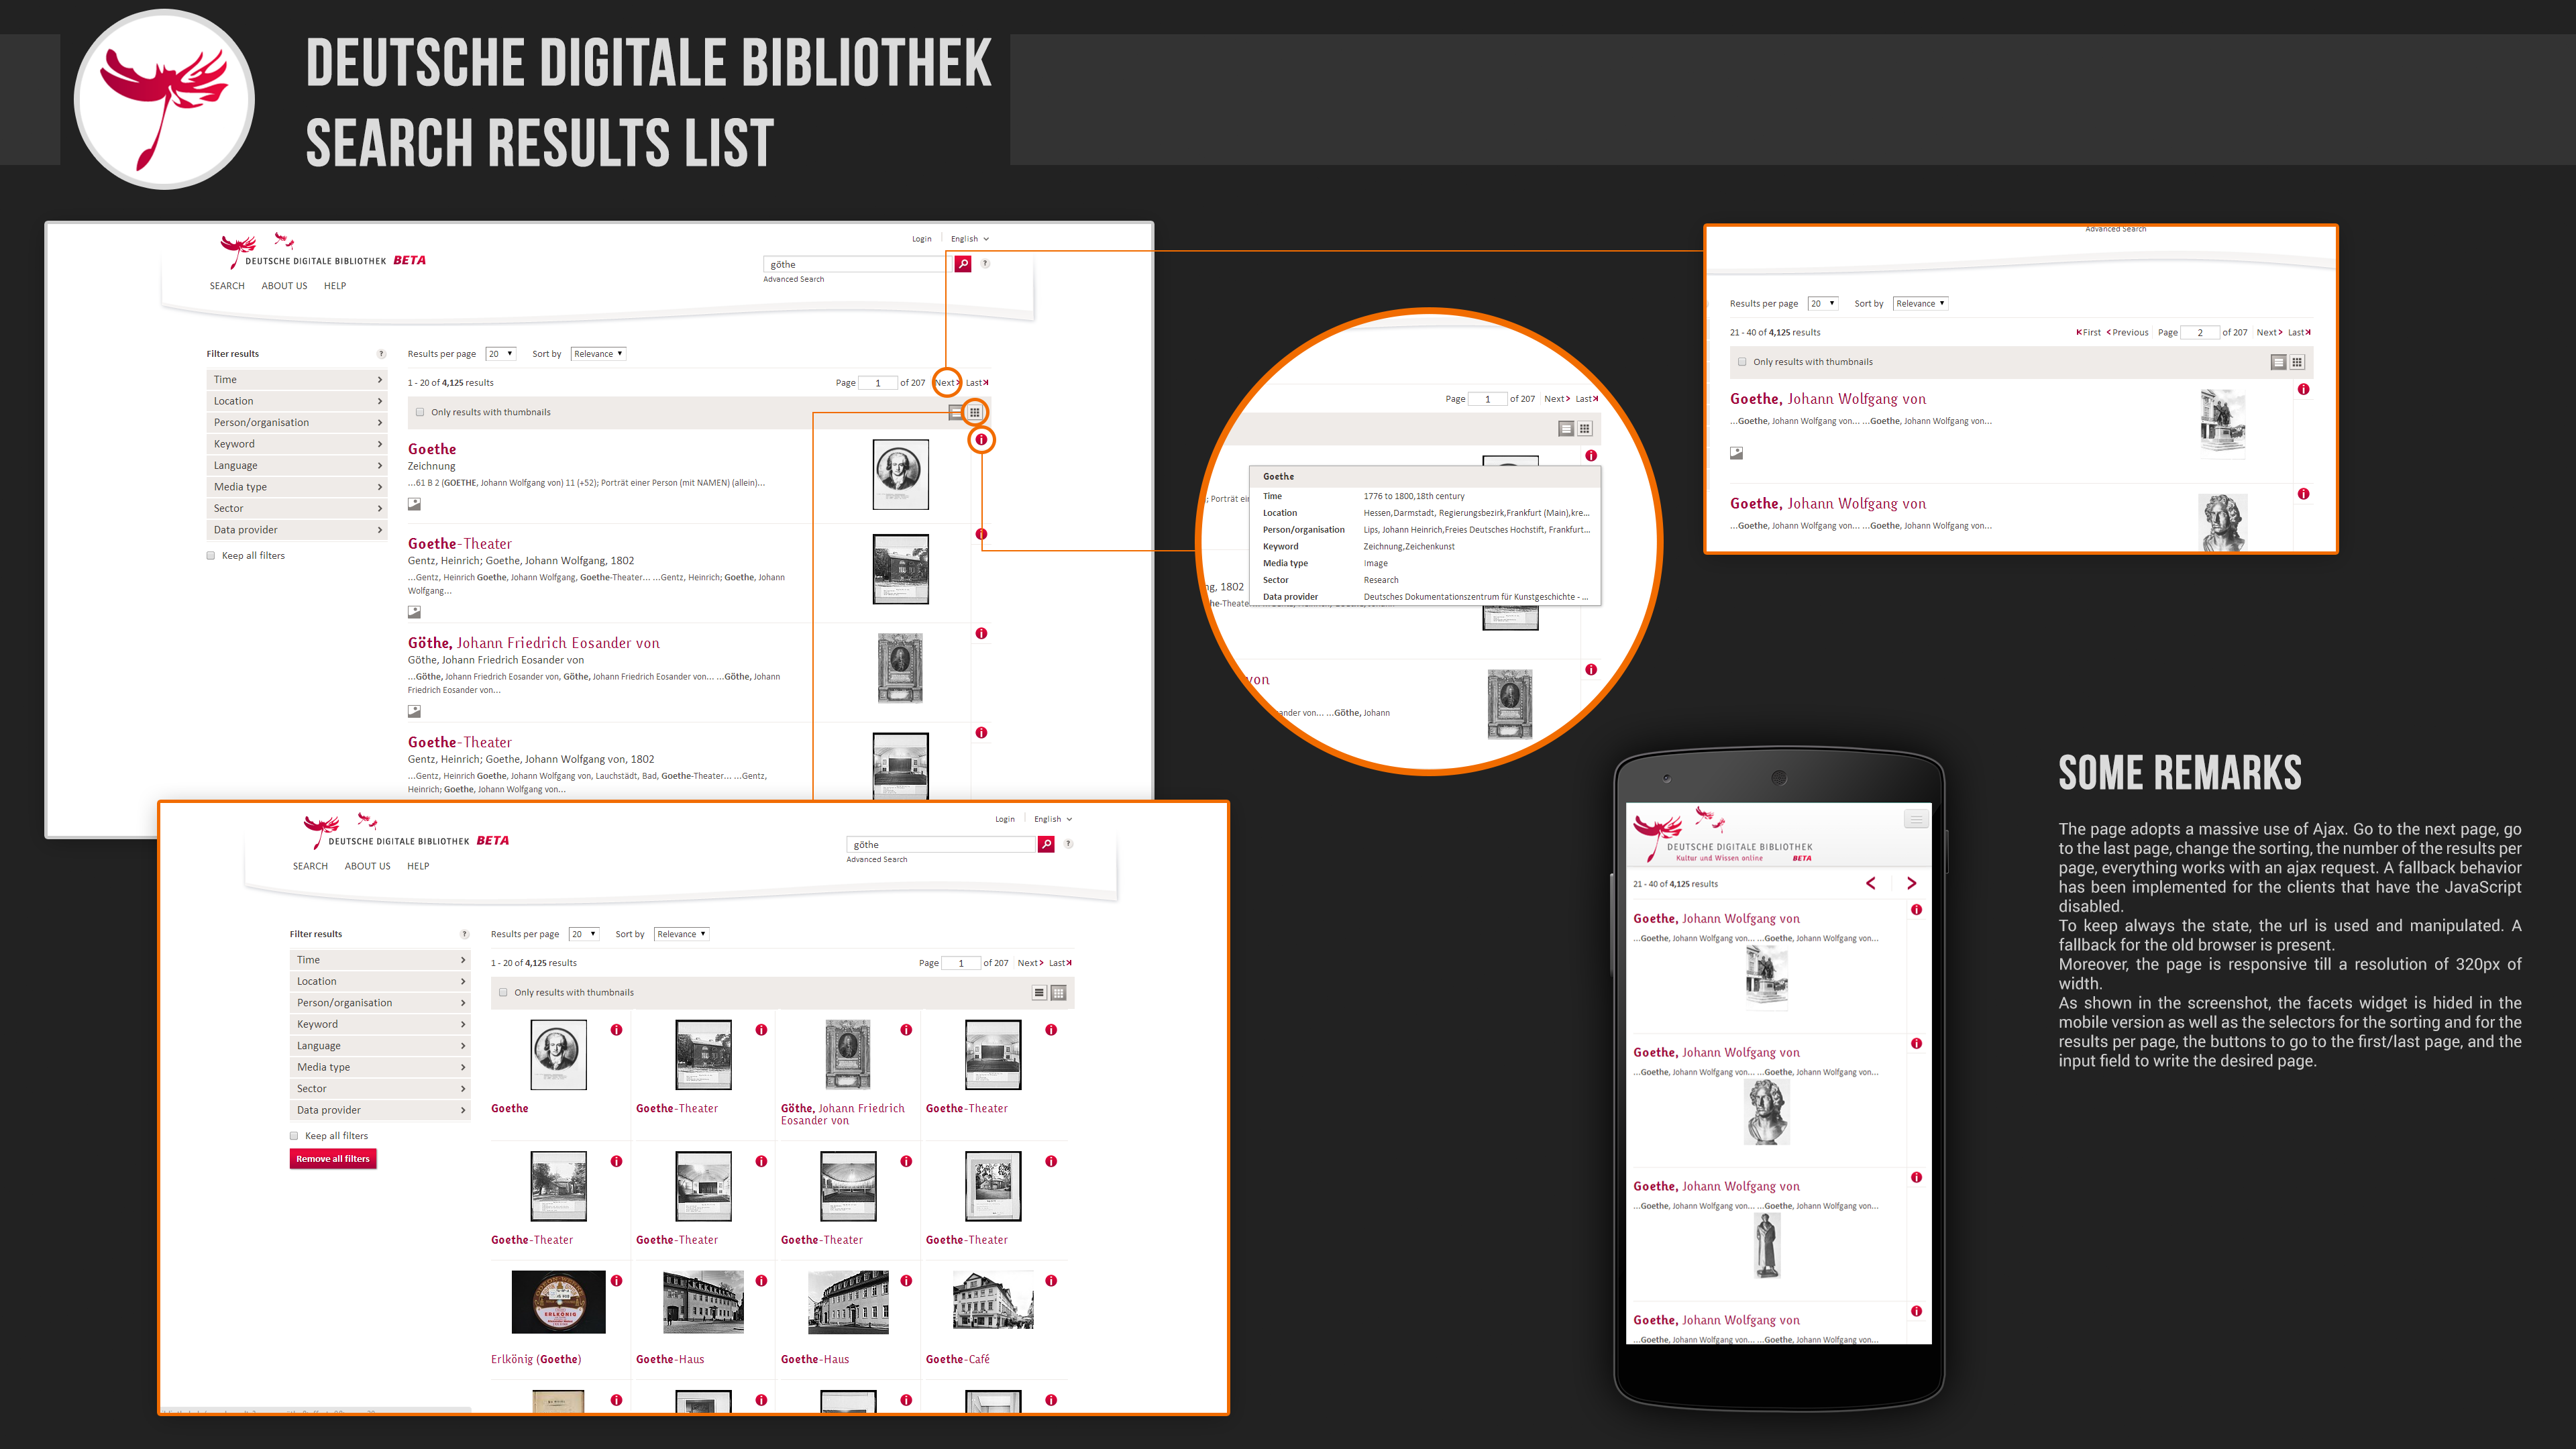 DEUTSCHE DIGITALE BIBLIOTHEK
SEARCH RESULTS LIST
Login English
DEUTSCHE DIGITALE BIBLIOTHEK BETA
göthe
?
Advanced Search
SEARCH ABOUT US HELP
Filter results ?
Time
Location
Person/organisation
Keyword
Language
Media type
Sector
Data provider
Keep all filters
Results per page 20 Sort by Relevance
1 - 20 of 4,125 results Page 1 of 207 Next Last
Only results with thumbnails
Goethe
Zeichnung
...61 B 2 (GOETHE, Johann Wolfgang von) 11 (+52); Porträt einer Person (mit NAMEN) (allein)...
Goethe-Theater
Gentz, Heinrich; Goethe, Johann Wolfgang, 1802
...Gentz, Heinrich Goethe, Johann Wolfgang, Goethe-Theater... ...Gentz, Heinrich; Goethe, Johann
Wolfgang...
Göthe, Johann Friedrich Eosander von
Göthe, Johann Friedrich Eosander von
...Göthe, Johann Friedrich Eosander von, Göthe, Johann Friedrich Eosander von... ...Göthe, Johann
Friedrich Eosander von...
Goethe-Theater
Gentz, Heinrich; Goethe, Johann Wolfgang von, 1802
...Gentz, Heinrich Goethe, Johann Wolfgang von, Lauchstädt, Bad, Goethe-Theater... ...Gentz,
Heinrich; Goethe, Johann Wolfgang von...
Page 1 of 207 Next Last
; Porträt
Goethe
Time 1776 to 1800,18th century
Location Hessen,Darmstadt, Regierungsbezirk,Frankfurt (Main),kre...
Person/organisation Lips, Johann Heinrich,Freies Deutsches Hochstift, Frankfurt...
Keyword Zeichnung,Zeichenkunst
Media type Image
Sector Research
Data provider Deutsches Dokumentationszentrum für Kunstgeschichte - ...
ng, 1802
von
ander von... ...Göthe, Johann
Advanced Search
Results per page 20 Sort by Relevance
21 - 40 of 4,125 results First Previous Page 2 of 207 Next Last
Only results with thumbnails
Goethe, Johann Wolfgang von
...Goethe, Johann Wolfgang von... ...Goethe, Johann Wolfgang von...
Goethe, Johann Wolfgang von
...Goethe, Johann Wolfgang von... ...Goethe, Johann Wolfgang von...
Login English
DEUTSCHE DIGITALE BIBLIOTHEK BETA
göthe
?
Advanced Search
SEARCH ABOUT US HELP
Filter results ?
Time
Location
Person/organisation
Keyword
Language
Media type
Sector
Data provider
Keep all filters
Remove all filters
Results per page 20 Sort by Relevance
1 - 20 of 4,125 results Page 1 of 207 Next Last
Only results with thumbnails
Goethe Goethe-Theater Göthe, Johann Friedrich Goethe-Theater
Eosander von
Goethe-Theater Goethe-Theater Goethe-Theater Goethe-Theater
ERLKÖNIG
Erlkönig (Goethe) Goethe-Haus Goethe-Haus Goethe-Café
DEUTSCHE DIGITALE BIBLIOTHEK
Kultur und Wissen online BETA
21 - 40 of 4,125 results
Goethe, Johann Wolfgang von
...Goethe, Johann Wolfgang von... ...Goethe, Johann Wolfgang von...
Goethe, Johann Wolfgang von
...Goethe, Johann Wolfgang von... ...Goethe, Johann Wolfgang von...
Goethe, Johann Wolfgang von
...Goethe, Johann Wolfgang von... ...Goethe, Johann Wolfgang von...
Goethe, Johann Wolfgang von
...Goethe, Johann Wolfgang von... ...Goethe, Johann Wolfgang von...
SOME REMARKS
The page adopts a massive use of Ajax. Go to the next page, go
to the last page, change the sorting, the number of the results per
page, everything works with an ajax request. A fallback behavior
has been implemented for the clients that have the JavaScript
disabled.
To keep always the state, the url is used and manipulated. A
fallback for the old browser is present.
Moreover, the page is responsive till a resolution of 320px of
width.
As shown in the screenshot, the facets widget is hided in the
mobile version as well as the selectors for the sorting and for the
results per page, the buttons to go to the first/last page, and the
input field to write the desired page.